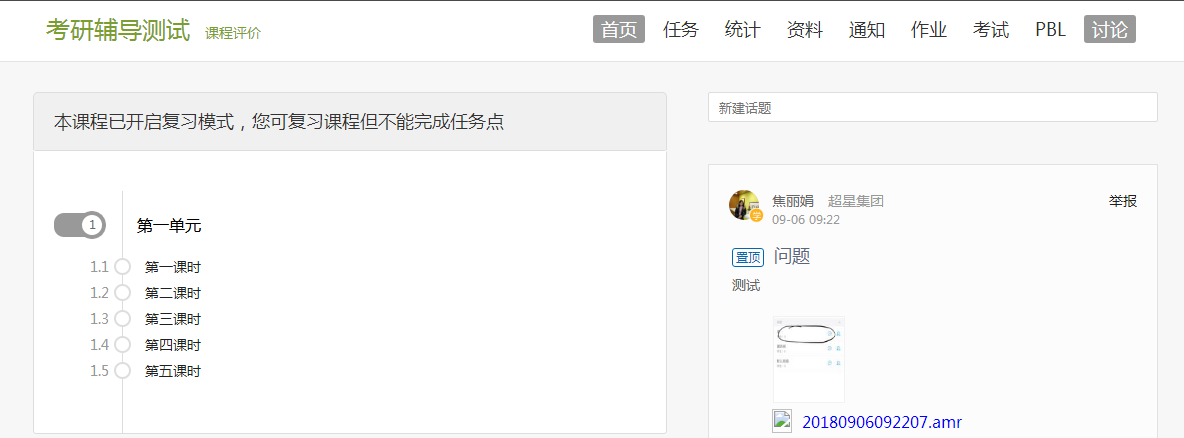 考研辅导测试 课程评价 首页 任务 统计 资料 通知 作业 考试 PBL 讨论
本课程已开启复习模式，您可复习课程但不能完成任务点
1 第一单元
1.1 第一课时
1.2 第二课时
1.3 第三课时
1.4 第四课时
1.5 第五课时
新建话题
焦丽娟 超星集团 举报
09-06 09:22
置顶 问题
测试
20180906092207.amr